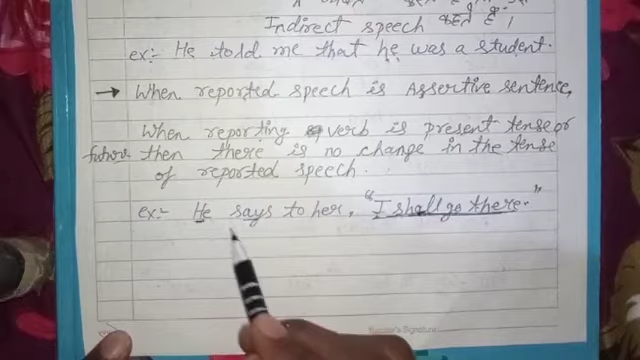 Indirect speech कहते हैं ।
ex:- He told me that he was a student.
→ When reported speech is Assertive sentence,
When reporting verb is present tense or
future then there is no change in the tense
of reported speech.
ex:- He says to her, "I shall go there."
Teacher's Signature